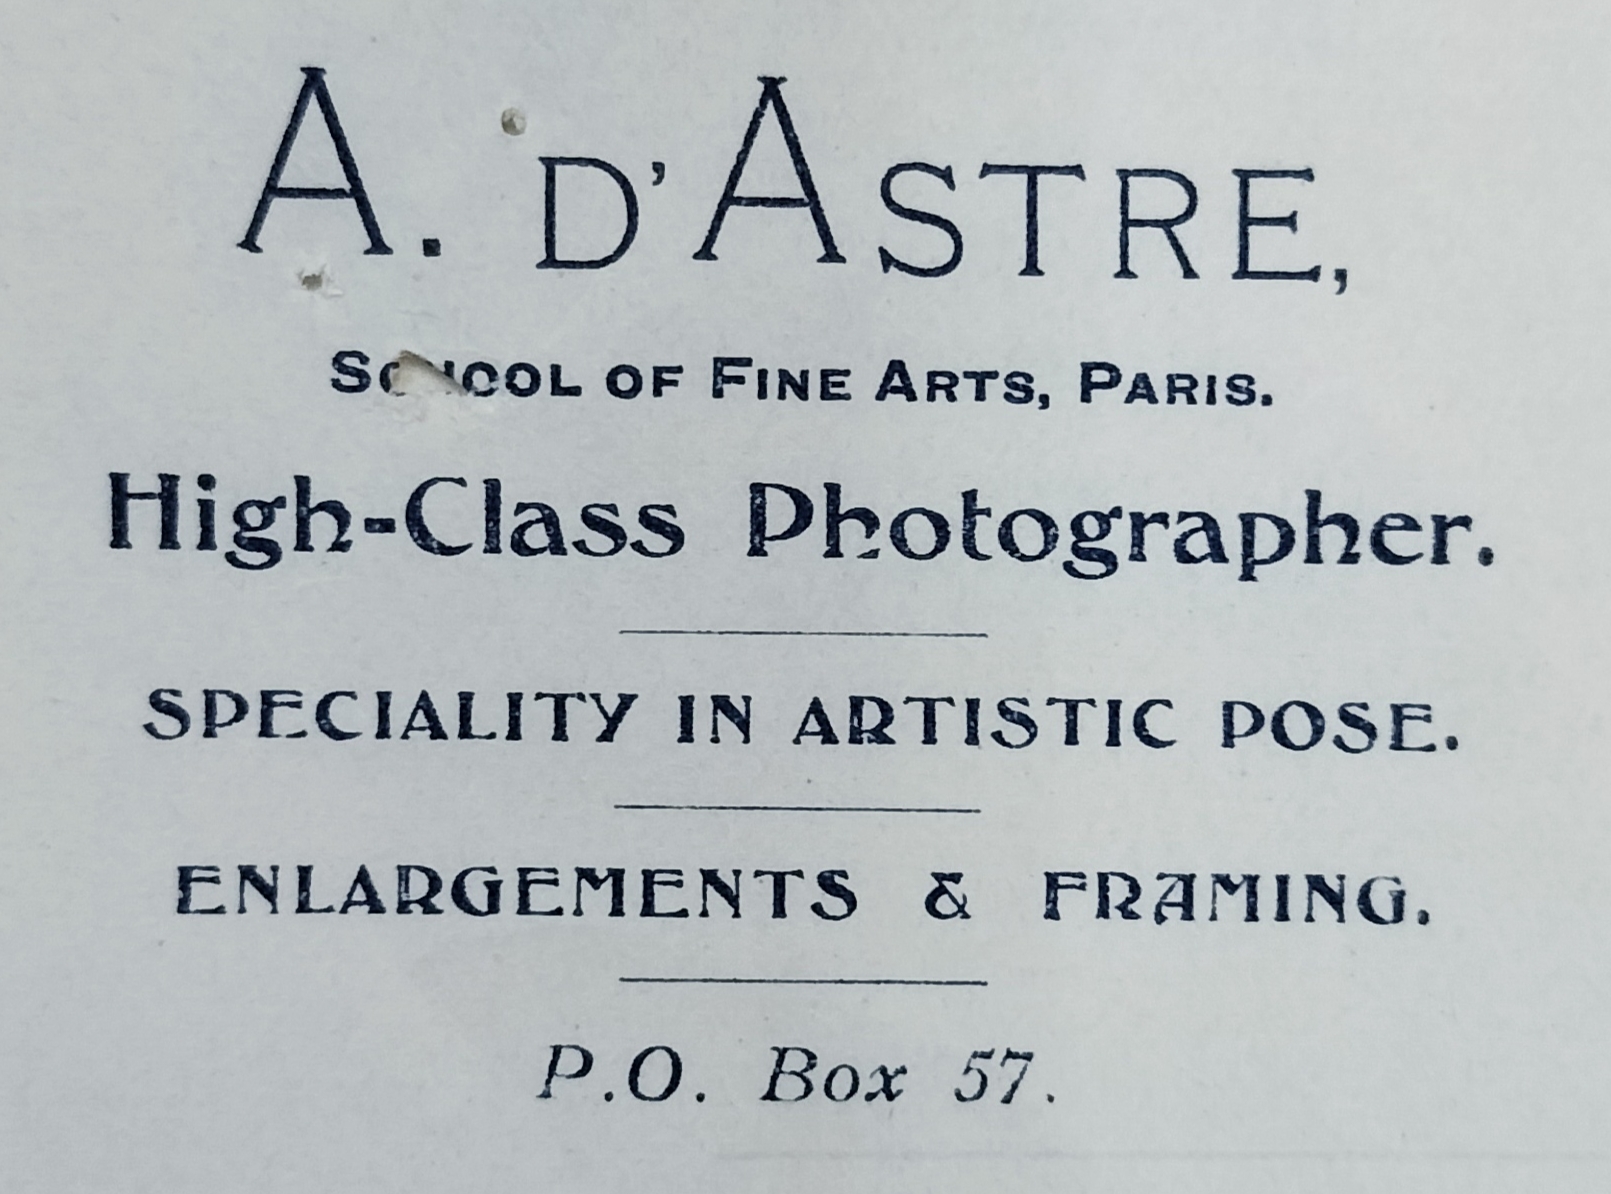 A. D'ASTRE,
SCHOOL OF FINE ARTS, PARIS.
High-Class Photographer.
SPECIALITY IN ARTISTIC POSE.
ENLARGEMENTS & FRAMING.
P.O. Box 57.